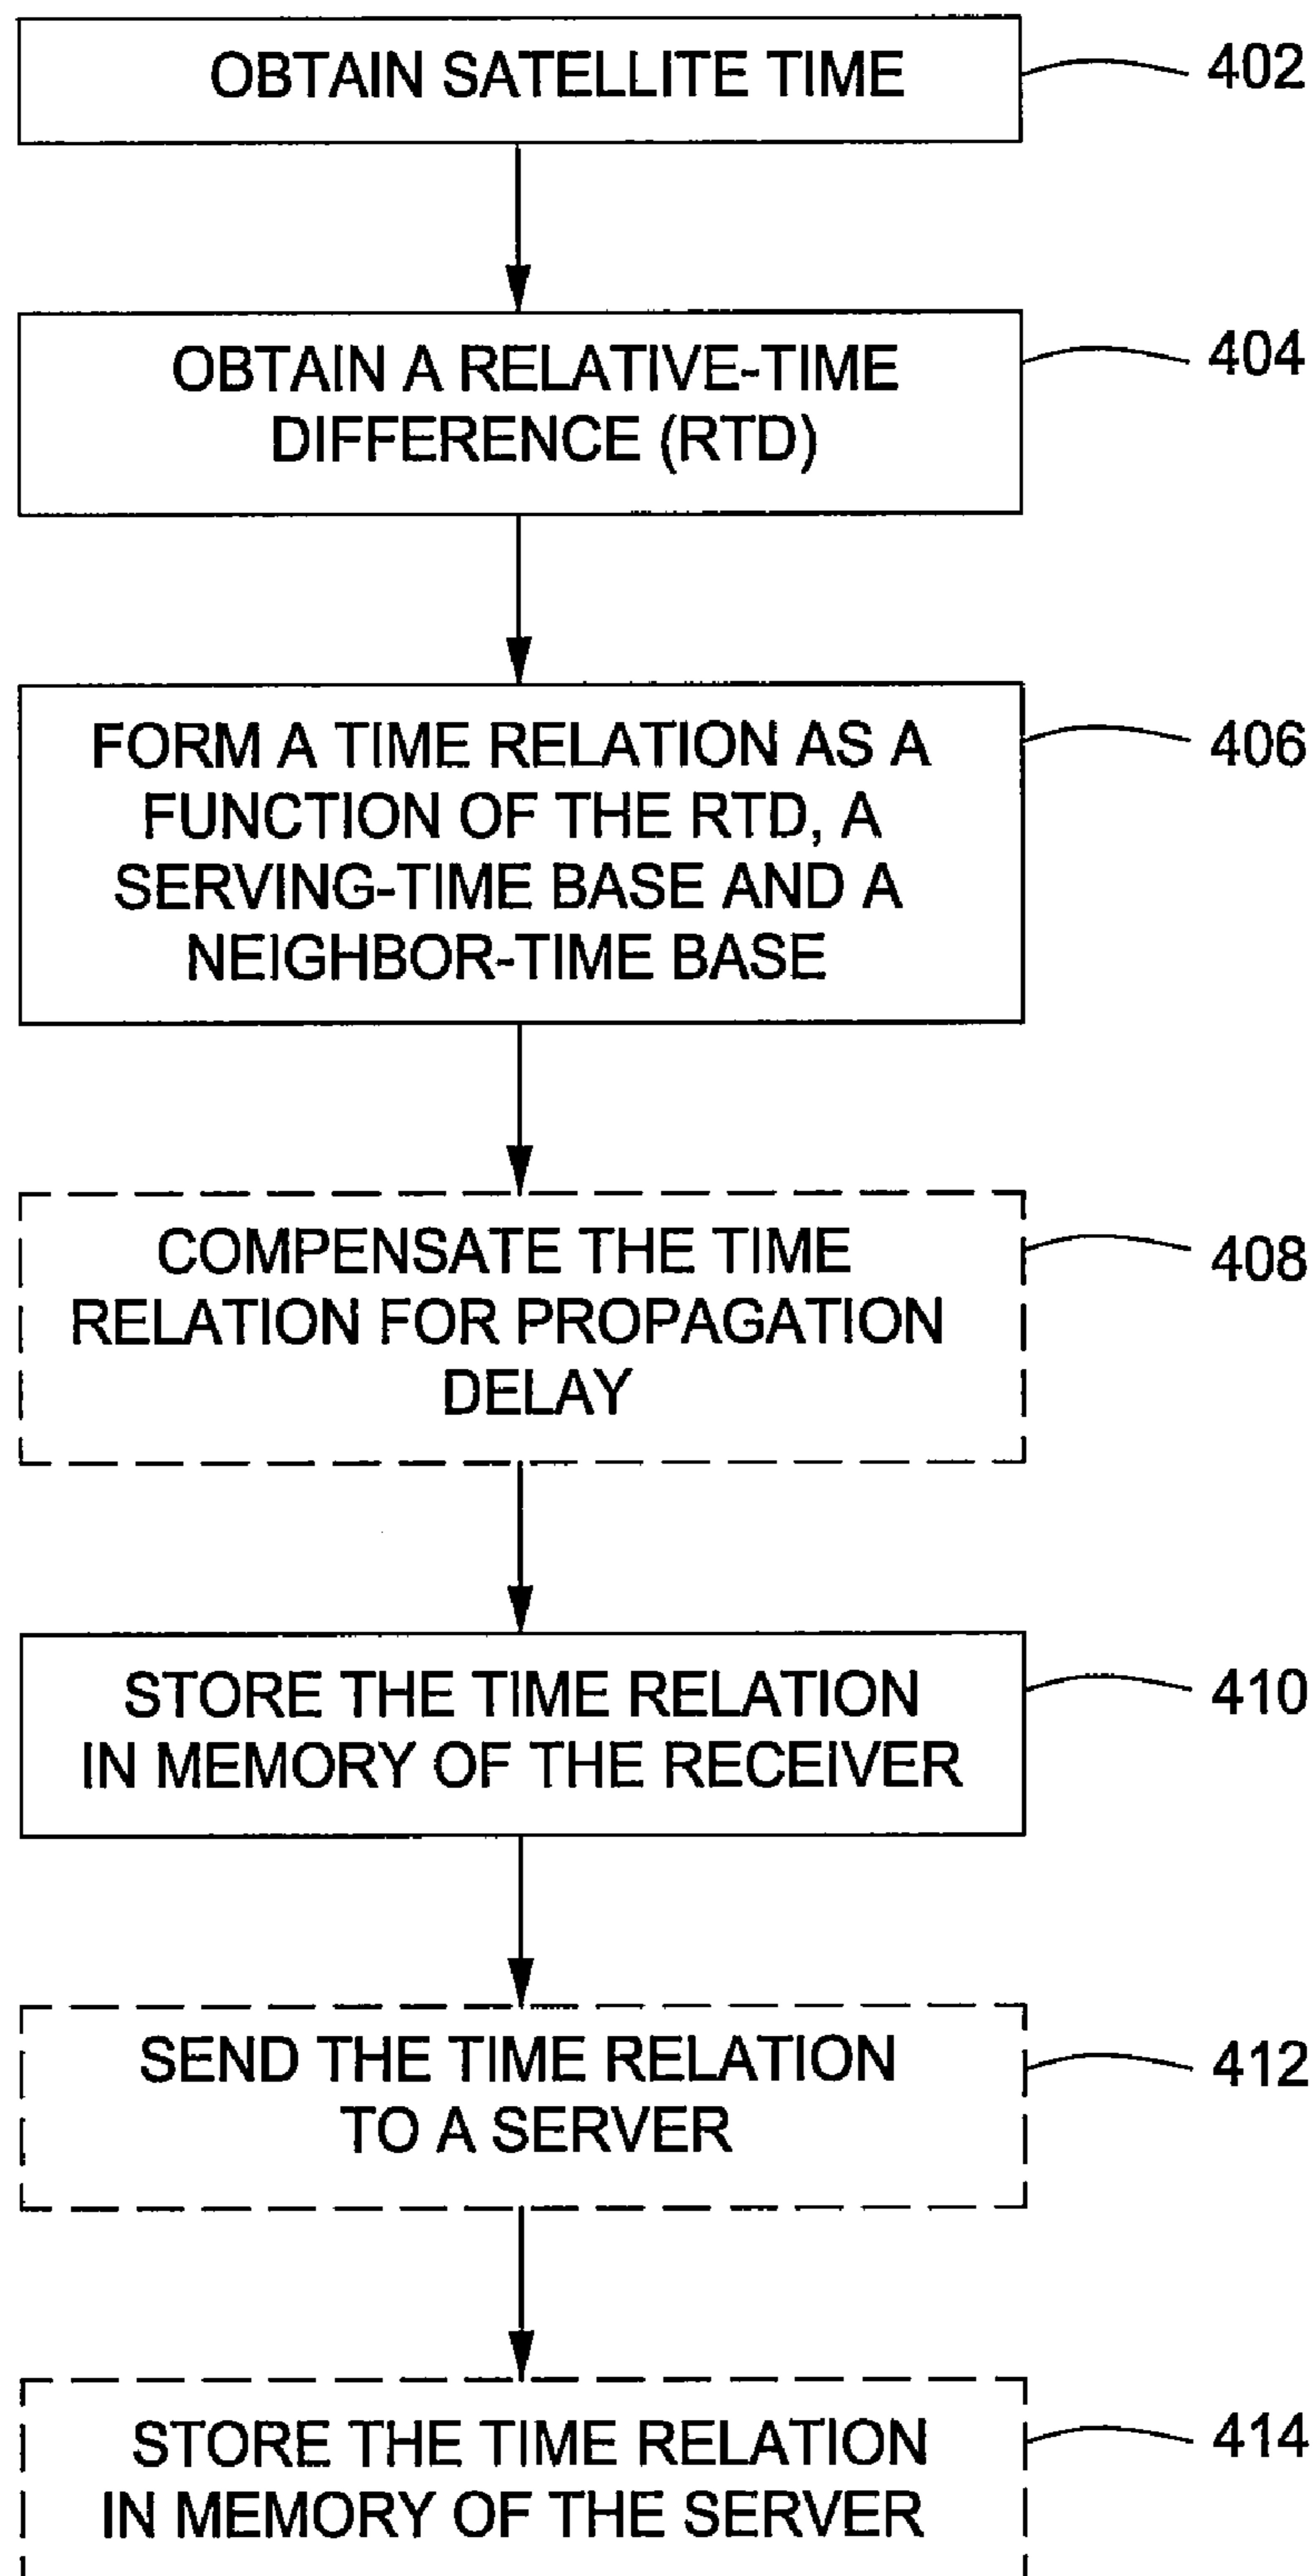 OBTAIN SATELLITE TIME
402
OBTAIN A RELATIVE-TIME
DIFFERENCE (RTD)
404
FORM A TIME RELATION AS A
FUNCTION OF THE RTD, A
SERVING-TIME BASE AND A
NEIGHBOR-TIME BASE
406
COMPENSATE THE TIME
RELATION FOR PROPAGATION
DELAY
408
STORE THE TIME RELATION
IN MEMORY OF THE RECEIVER
410
SEND THE TIME RELATION
TO A SERVER
412
STORE THE TIME RELATION
IN MEMORY OF THE SERVER
414